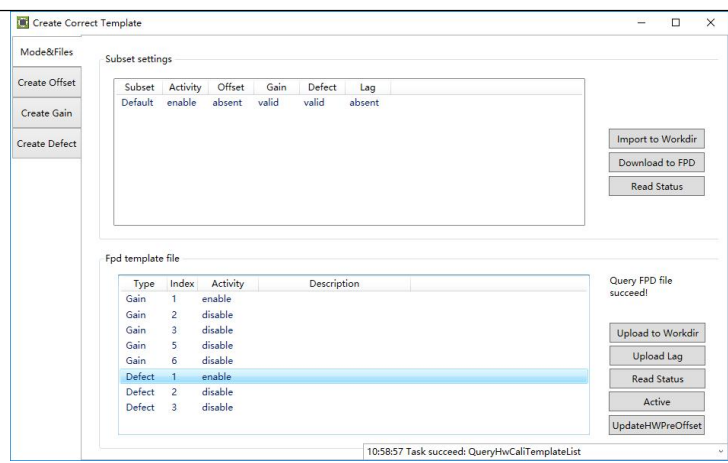 Create Correct Template
Mode&Files
Create Offset
Create Gain
Create Defect
Subset settings
Subset Activity Offset Gain Defect Lag
Default enable absent valid valid absent
Import to Workdir
Download to FPD
Read Status
Fpd template file
Type Index Activity Description
Gain 1 enable
Gain 2 disable
Gain 3 disable
Gain 5 disable
Gain 6 disable
Defect 1 enable
Defect 2 disable
Defect 3 disable
Query FPD file
succeed!
Upload to Workdir
Upload Lag
Read Status
Active
UpdateHWPreOffset
10:58:57 Task succeed: QueryHwCaliTemplateList